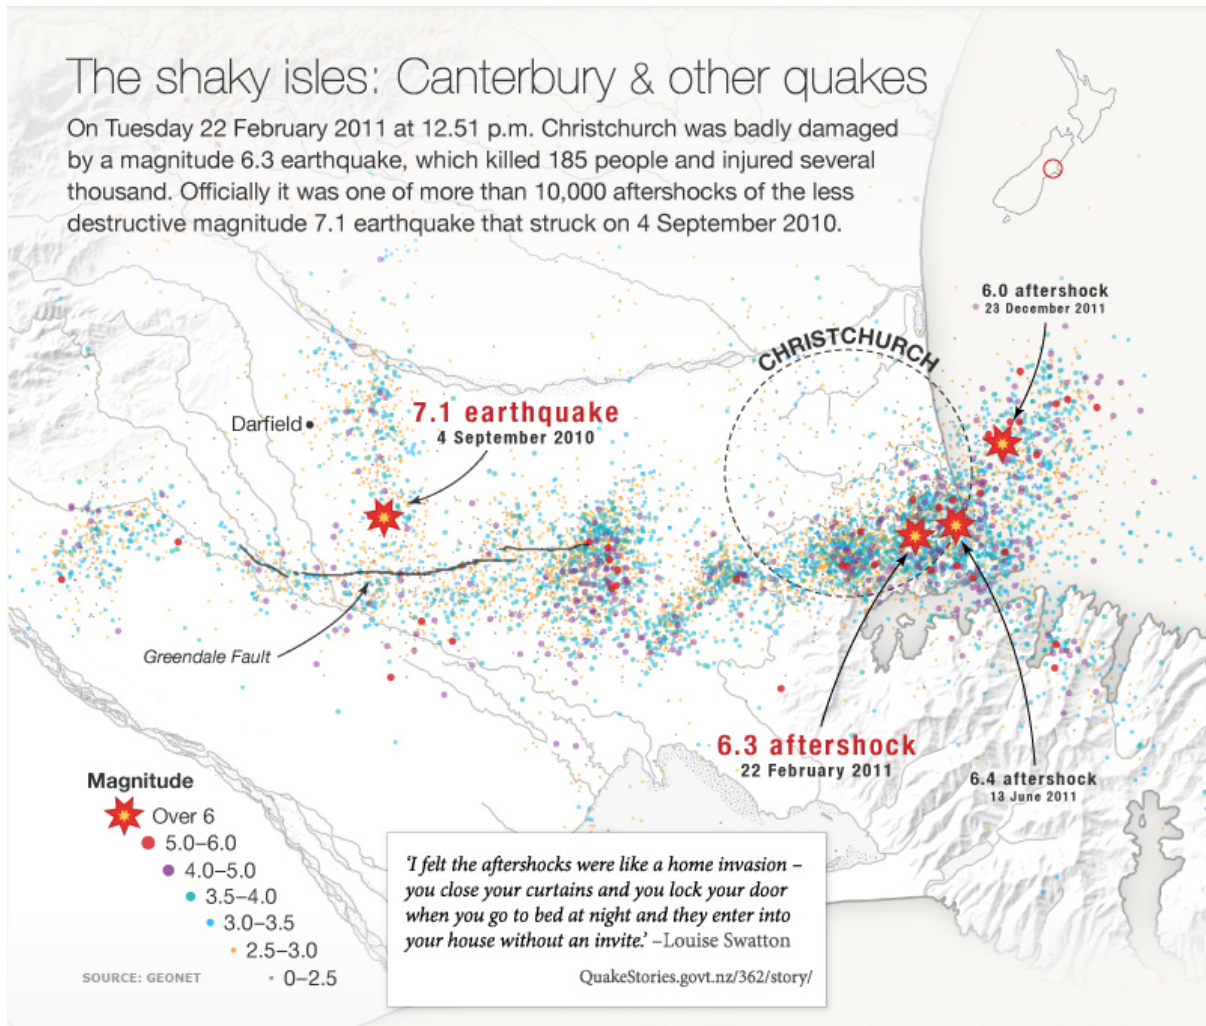 The shaky isles: Canterbury & other quakes
On Tuesday 22 February 2011 at 12.51 p.m. Christchurch was badly damaged
by a magnitude 6.3 earthquake, which killed 185 people and injured several
thousand. Officially it was one of more than 10,000 aftershocks of the less
destructive magnitude 7.1 earthquake that struck on 4 September 2010.
6.0 aftershock
23 December 2011
CHRISTCHURCH
Darfield
7.1 earthquake
4 September 2010
Greendale Fault
6.3 aftershock
22 February 2011
6.4 aftershock
13 June 2011
Magnitude
Over 6
5.0–6.0
4.0–5.0
3.5–4.0
3.0–3.5
2.5–3.0
0–2.5
SOURCE: GEONET
‘I felt the aftershocks were like a home invasion –
you close your curtains and you lock your door
when you go to bed at night and they enter into
your house without an invite.’ –Louise Swatton
QuakeStories.govt.nz/362/story/